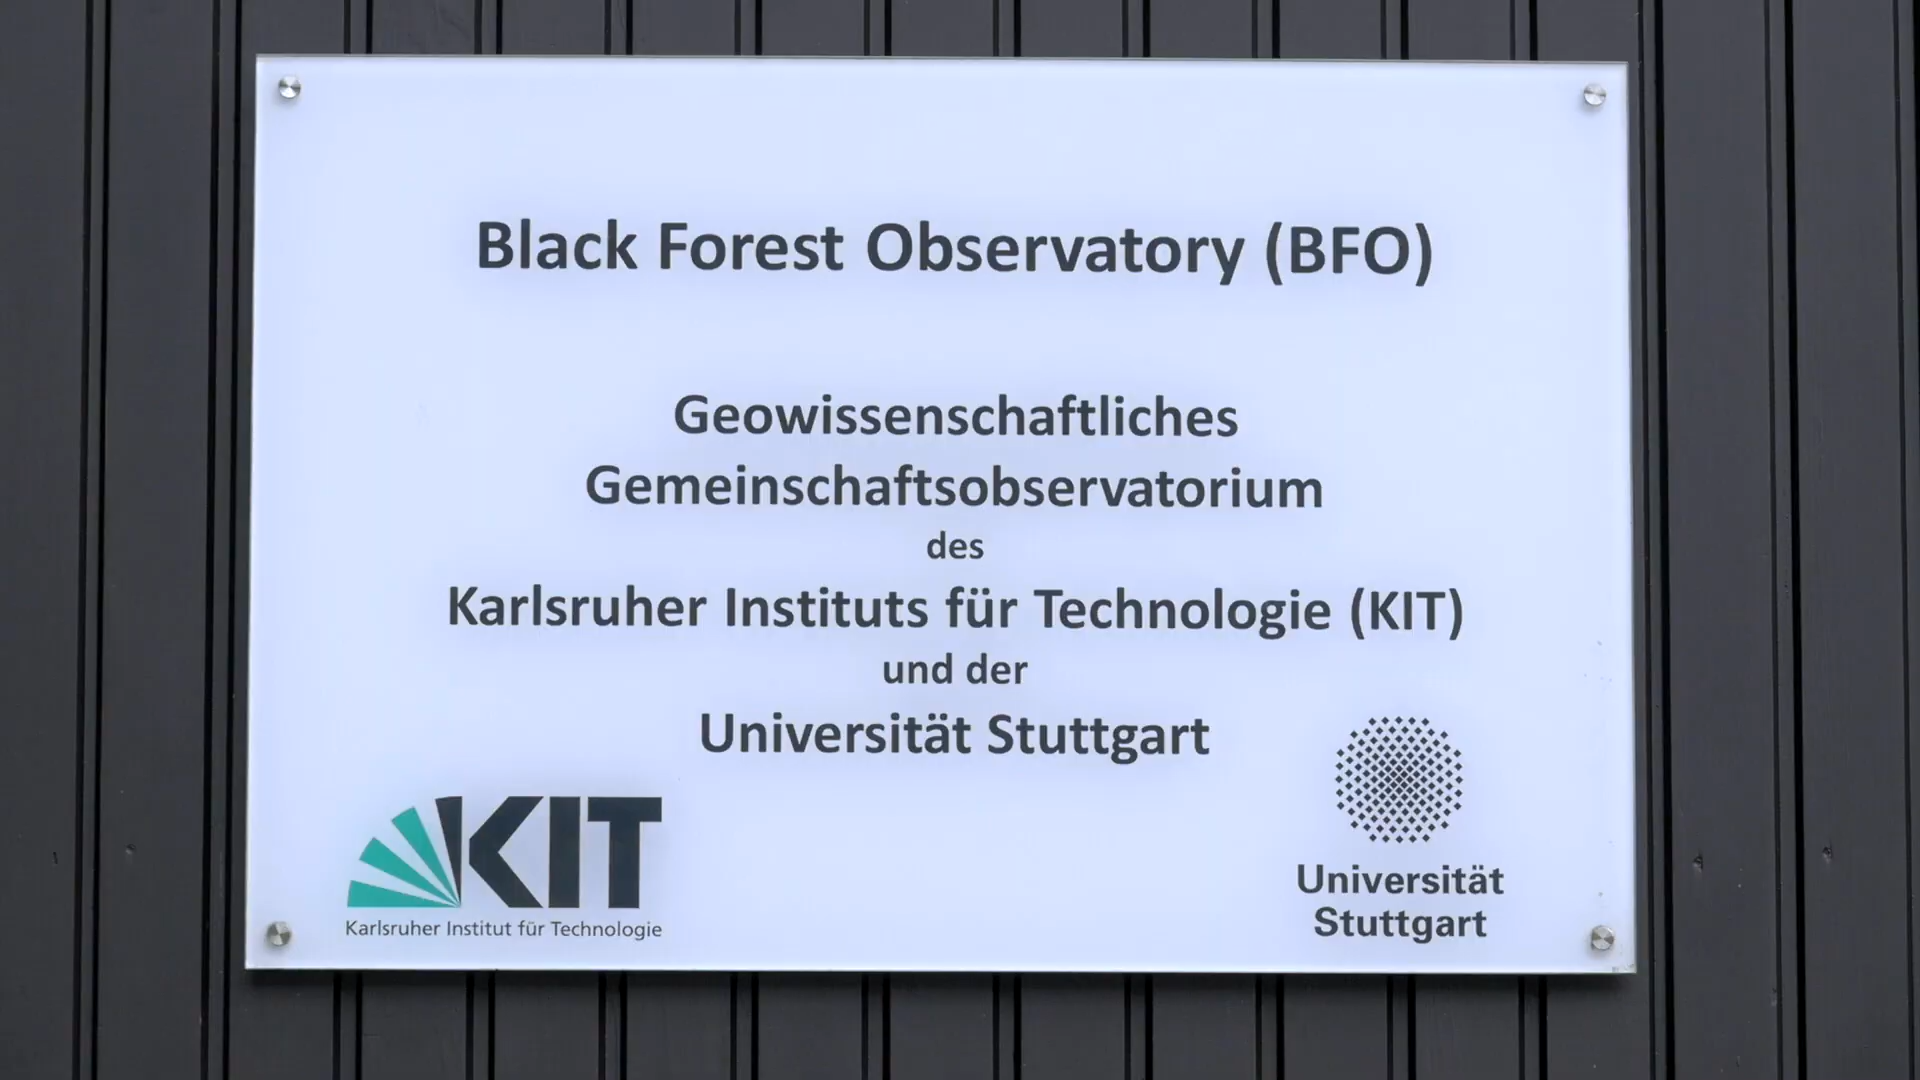 Black Forest Observatory (BFO)
Geowissenschaftliches
Gemeinschaftsobservatorium
des
Karlsruher Instituts für Technologie (KIT)
und der
Universität Stuttgart
KIT
Karlsruher Institut für Technologie
Universität
Stuttgart